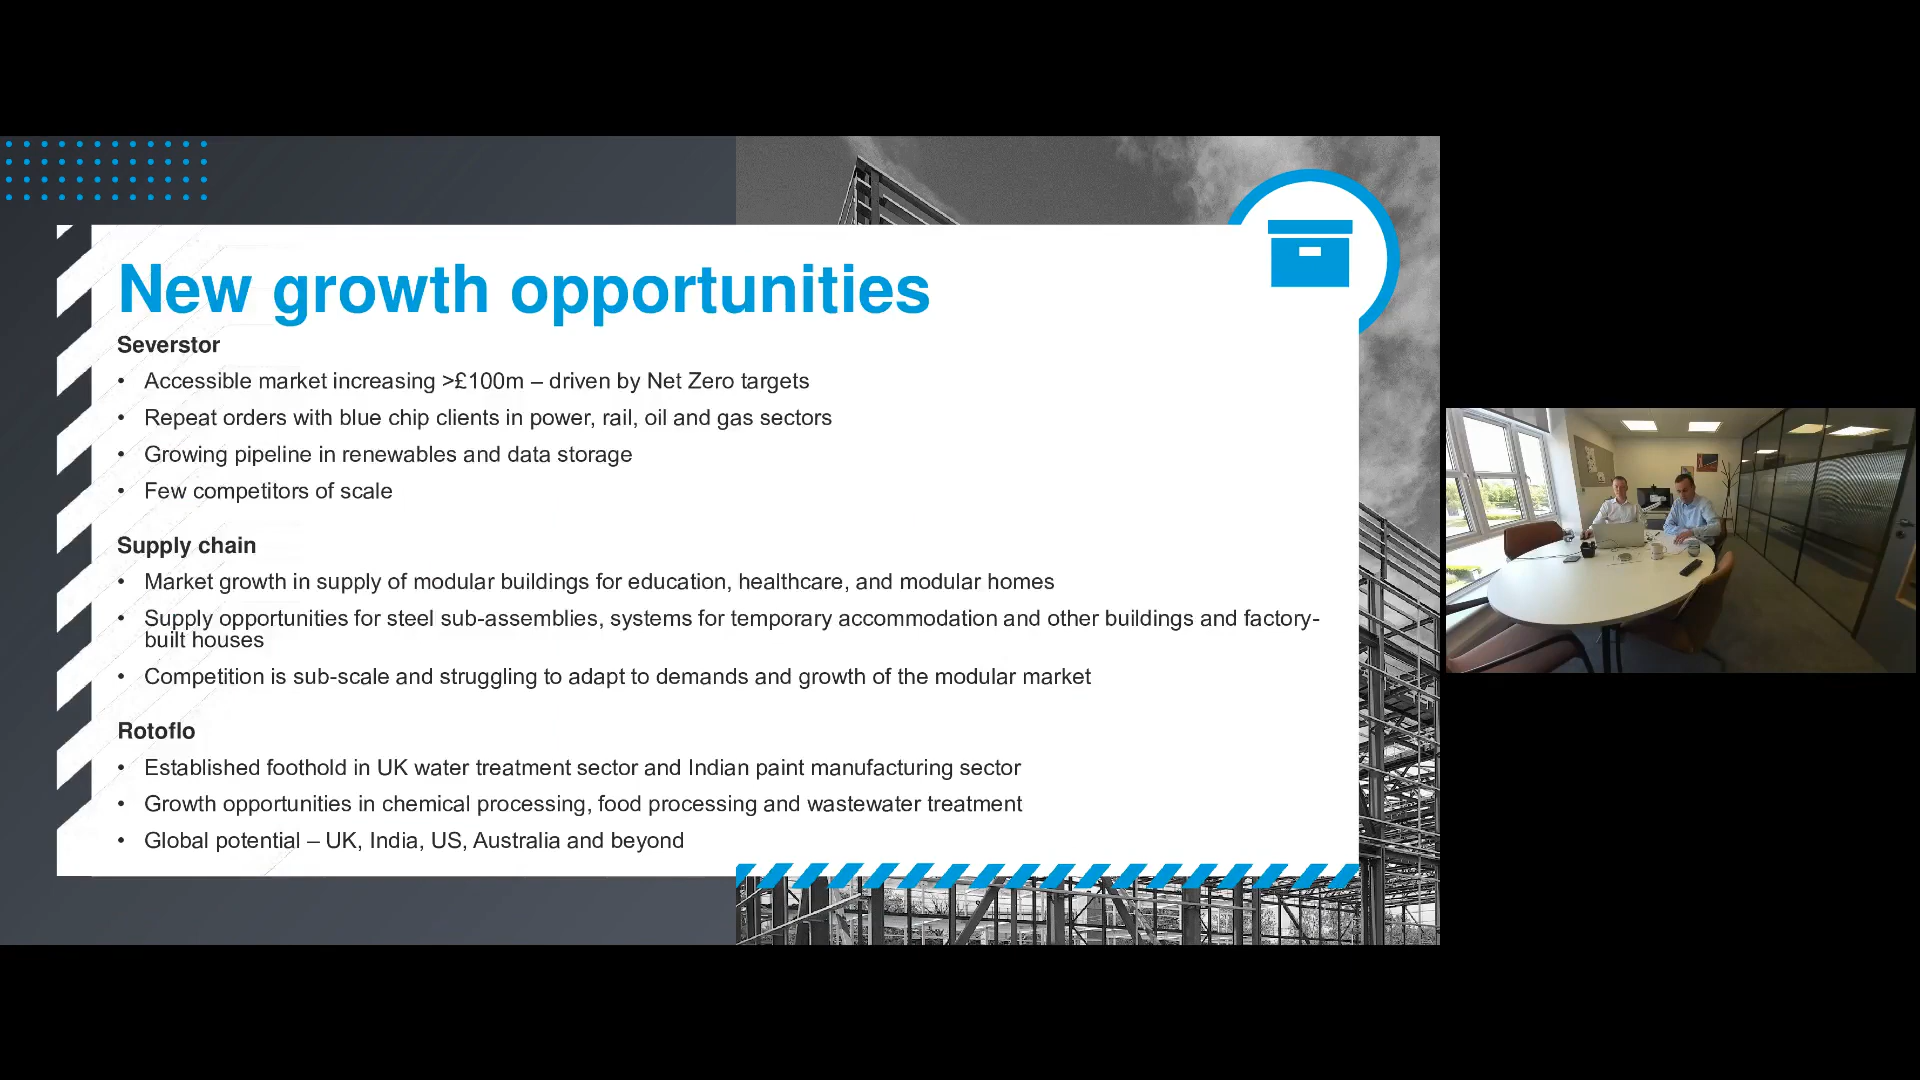 New growth opportunities
Severstor
• Accessible market increasing >£100m – driven by Net Zero targets
• Repeat orders with blue chip clients in power, rail, oil and gas sectors
• Growing pipeline in renewables and data storage
• Few competitors of scale
Supply chain
• Market growth in supply of modular buildings for education, healthcare, and modular homes
• Supply opportunities for steel sub-assemblies, systems for temporary accommodation and other buildings and factory-
built houses
• Competition is sub-scale and struggling to adapt to demands and growth of the modular market
Rotoflo
• Established foothold in UK water treatment sector and Indian paint manufacturing sector
• Growth opportunities in chemical processing, food processing and wastewater treatment
• Global potential – UK, India, US, Australia and beyond